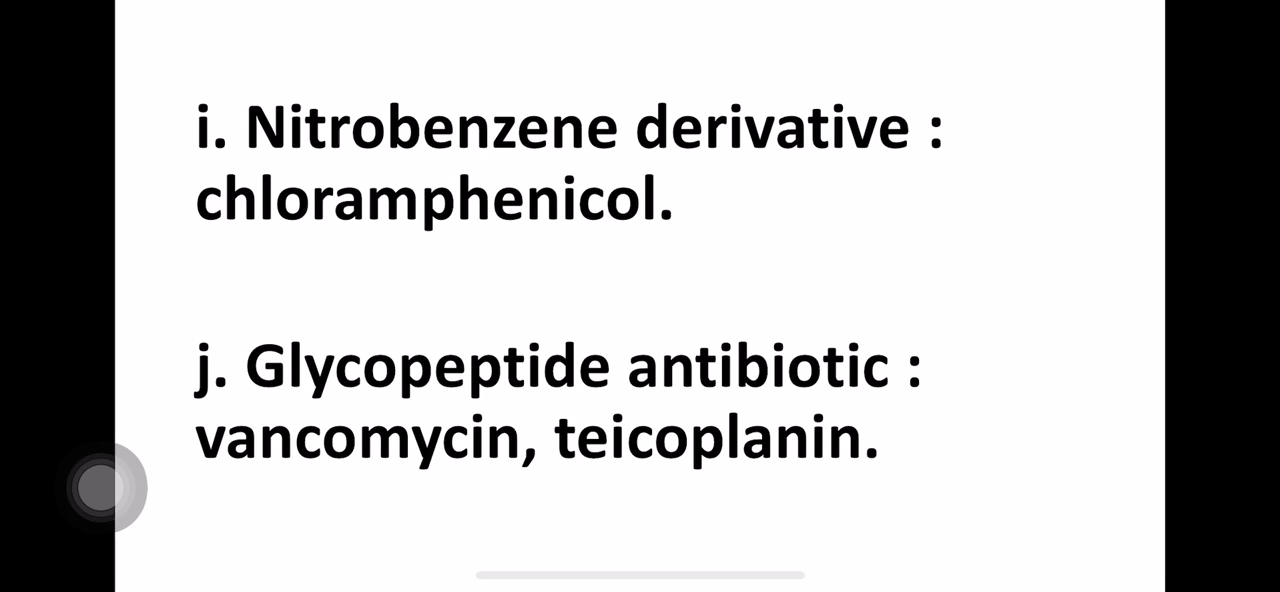 i. Nitrobenzene derivative :
chloramphenicol.
j. Glycopeptide antibiotic :
vancomycin, teicoplanin.